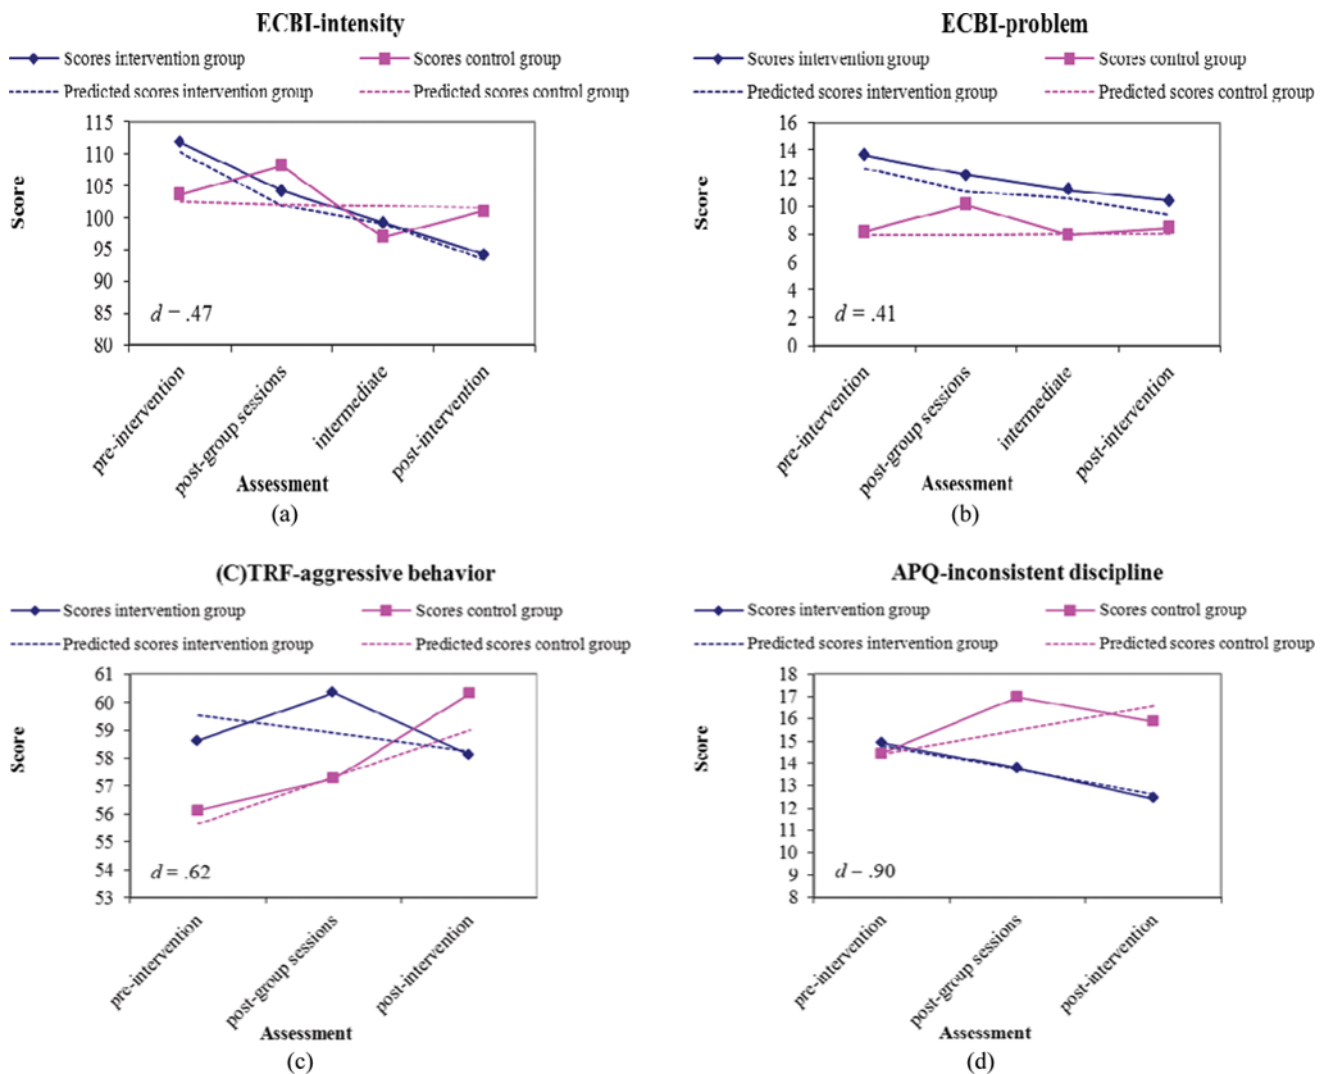 ECBI-intensity
Scores intervention group
Scores control group
Predicted scores intervention group
Predicted scores control group
115
110
105
100
95
90
85
80
Score
d = .47
pre-intervention
post-group sessions
intermediate
post-intervention
Assessment
(a)
ECBI-problem
Scores intervention group
Scores control group
Predicted scores intervention group
Predicted scores control group
16
14
12
10
8
6
4
2
0
Score
d = .41
pre-intervention
post-group sessions
intermediate
post-intervention
Assessment
(b)
(C)TRF-aggressive behavior
Scores intervention group
Scores control group
Predicted scores intervention group
Predicted scores control group
61
60
59
58
57
56
55
54
53
Score
d = .62
pre-intervention
post-group sessions
post-intervention
Assessment
(c)
APQ-inconsistent discipline
Scores intervention group
Scores control group
Predicted scores intervention group
Predicted scores control group
18
17
16
15
14
13
12
11
10
9
8
Score
d = .90
pre-intervention
post-group sessions
post-intervention
Assessment
(d)